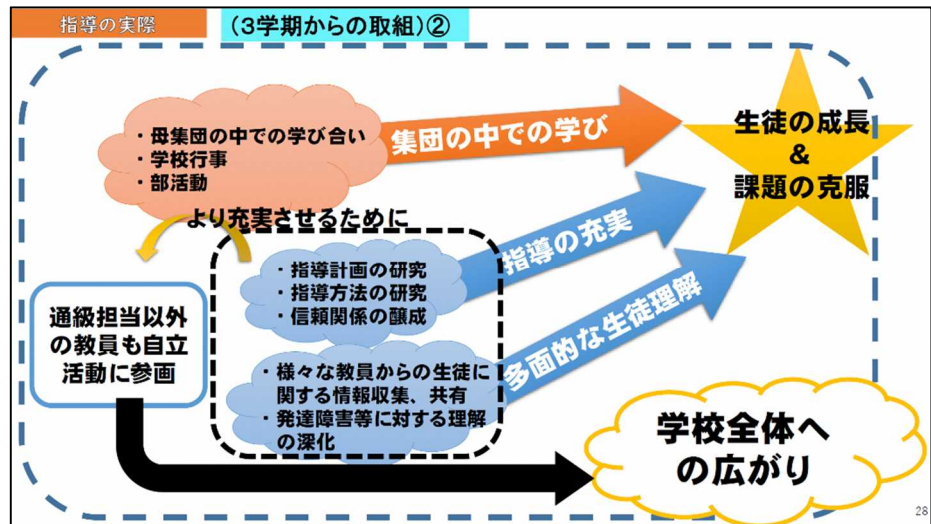 指導の実際
(3学期からの取組)②
・母集団の中での学び合い
・学校行事
・部活動
集団の中での学び
生徒の成長
&
課題の克服
より充実させるために
・指導計画の研究
・指導方法の研究
・信頼関係の醸成
指導の充実
通級担当以外
の教員も自立
活動に参画
・様々な教員からの生徒に
関する情報収集、共有
・発達障害等に対する理解
の深化
多面的な生徒理解
学校全体へ
の広がり
28